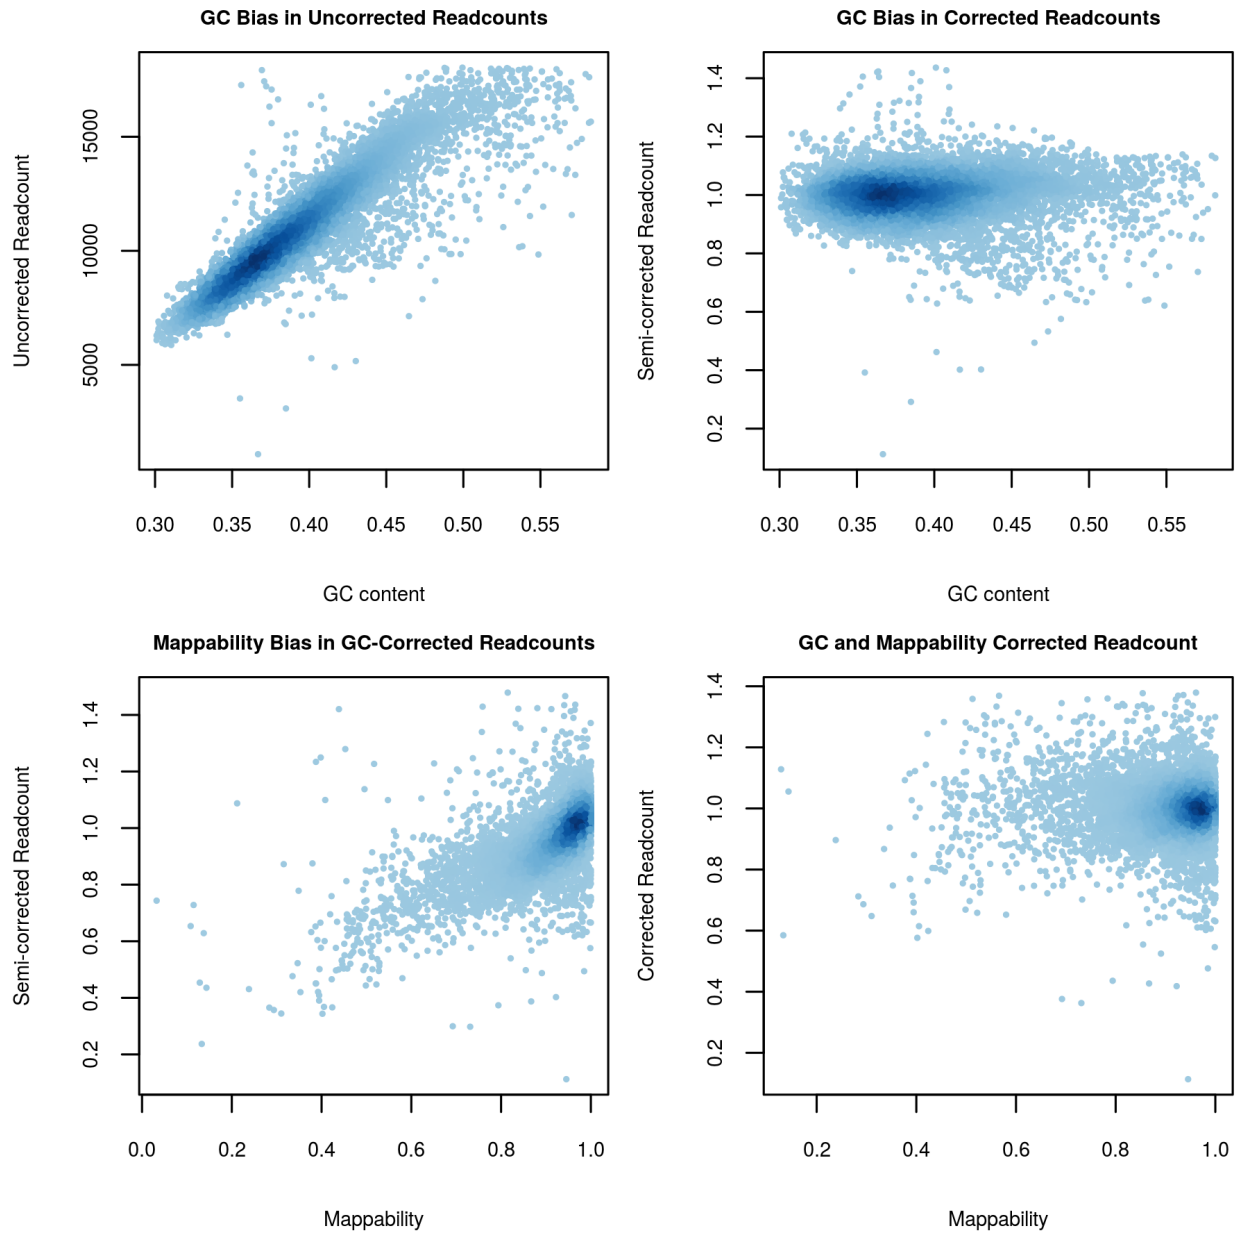 GC Bias in Uncorrected Readcounts
Uncorrected Readcount
15000
10000
5000
0.30 0.35 0.40 0.45 0.50 0.55
GC content
GC Bias in Corrected Readcounts
Semi-corrected Readcount
1.4
1.2
1.0
0.8
0.6
0.4
0.2
0.30 0.35 0.40 0.45 0.50 0.55
GC content
Mappability Bias in GC-Corrected Readcounts
Semi-corrected Readcount
1.4
1.2
1.0
0.8
0.6
0.4
0.2
0.0 0.2 0.4 0.6 0.8 1.0
Mappability
GC and Mappability Corrected Readcount
Corrected Readcount
1.4
1.2
1.0
0.8
0.6
0.4
0.2
0.2 0.4 0.6 0.8 1.0
Mappability